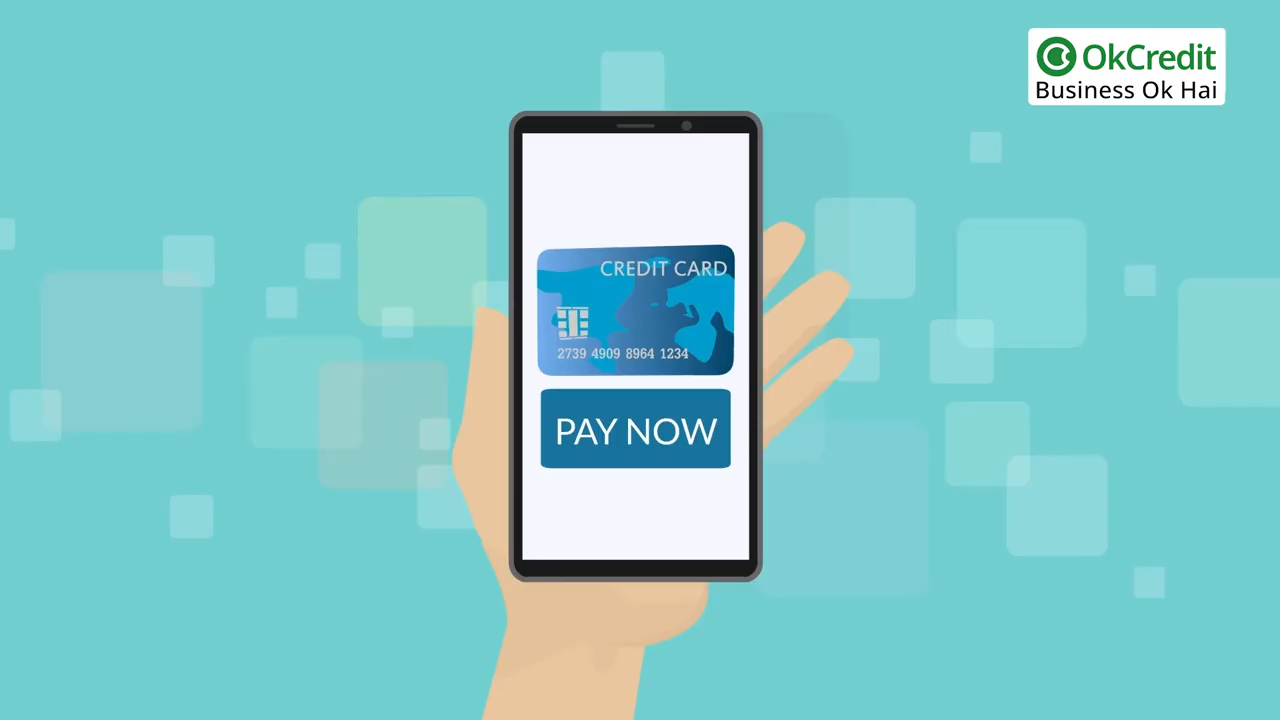 OkCredit
Business Ok Hai
CREDIT CARD
2739 4909 8964 1234
PAY NOW